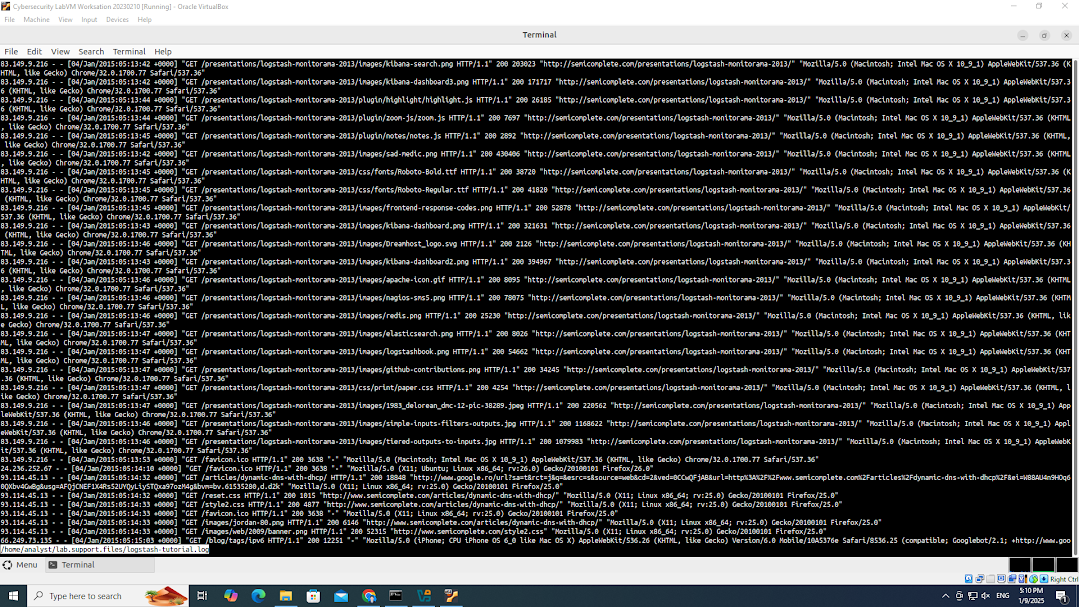 Cybersecurity LabVM Worksation 20230210 [Running] - Oracle VirtualBox
File Machine View Input Devices Help
Terminal
File Edit View Search Terminal Help
83.149.9.216 - - [04/Jan/2015:05:13:42 +0000] "GET /presentations/logstash-monitorama-2013/images/kibana-search.png HTTP/1.1" 200 203023 "http://semicomplete.com/presentations/logstash-monitorama-2013/" "Mozilla/5.0 (Macintosh; Intel Mac OS X 10_9_1) AppleWebKit/537.36 (K
HTML, like Gecko) Chrome/32.0.1700.77 Safari/537.36"
83.149.9.216 - - [04/Jan/2015:05:13:42 +0000] "GET /presentations/logstash-monitorama-2013/images/kibana-dashboard3.png HTTP/1.1" 200 171717 "http://semicomplete.com/presentations/logstash-monitorama-2013/" "Mozilla/5.0 (Macintosh; Intel Mac OS X 10_9_1) AppleWebKit/537.3
6 (KHTML, like Gecko) Chrome/32.0.1700.77 Safari/537.36"
83.149.9.216 - - [04/Jan/2015:05:13:44 +0000] "GET /presentations/logstash-monitorama-2013/plugin/highlight/highlight.js HTTP/1.1" 200 26185 "http://semicomplete.com/presentations/logstash-monitorama-2013/" "Mozilla/5.0 (Macintosh; Intel Mac OS X 10_9_1) AppleWebKit/537.3
6 (KHTML, like Gecko) Chrome/32.0.1700.77 Safari/537.36"
83.149.9.216 - - [04/Jan/2015:05:13:44 +0000] "GET /presentations/logstash-monitorama-2013/plugin/zoom-js/zoom.js HTTP/1.1" 200 7697 "http://semicomplete.com/presentations/logstash-monitorama-2013/" "Mozilla/5.0 (Macintosh; Intel Mac OS X 10_9_1) AppleWebKit/537.36 (KHTML
, like Gecko) Chrome/32.0.1700.77 Safari/537.36"
83.149.9.216 - - [04/Jan/2015:05:13:45 +0000] "GET /presentations/logstash-monitorama-2013/plugin/notes/notes.js HTTP/1.1" 200 2892 "http://semicomplete.com/presentations/logstash-monitorama-2013/" "Mozilla/5.0 (Macintosh; Intel Mac OS X 10_9_1) AppleWebKit/537.36 (KHTML,
 like Gecko) Chrome/32.0.1700.77 Safari/537.36"
83.149.9.216 - - [04/Jan/2015:05:13:42 +0000] "GET /presentations/logstash-monitorama-2013/images/sad-medic.png HTTP/1.1" 200 430406 "http://semicomplete.com/presentations/logstash-monitorama-2013/" "Mozilla/5.0 (Macintosh; Intel Mac OS X 10_9_1) AppleWebKit/537.36 (KHTML
, like Gecko) Chrome/32.0.1700.77 Safari/537.36"
83.149.9.216 - - [04/Jan/2015:05:13:45 +0000] "GET /presentations/logstash-monitorama-2013/css/fonts/Roboto-Bold.ttf HTTP/1.1" 200 38720 "http://semicomplete.com/presentations/logstash-monitorama-2013/" "Mozilla/5.0 (Macintosh; Intel Mac OS X 10_9_1) AppleWebKit/537.36 (K
HTML, like Gecko) Chrome/32.0.1700.77 Safari/537.36"
83.149.9.216 - - [04/Jan/2015:05:13:45 +0000] "GET /presentations/logstash-monitorama-2013/css/fonts/Roboto-Regular.ttf HTTP/1.1" 200 41820 "http://semicomplete.com/presentations/logstash-monitorama-2013/" "Mozilla/5.0 (Macintosh; Intel Mac OS X 10_9_1) AppleWebKit/537.36
 (KHTML, like Gecko) Chrome/32.0.1700.77 Safari/537.36"
83.149.9.216 - - [04/Jan/2015:05:13:45 +0000] "GET /presentations/logstash-monitorama-2013/images/frontend-response-codes.png HTTP/1.1" 200 52878 "http://semicomplete.com/presentations/logstash-monitorama-2013/" "Mozilla/5.0 (Macintosh; Intel Mac OS X 10_9_1) AppleWebKit/
537.36 (KHTML, like Gecko) Chrome/32.0.1700.77 Safari/537.36"
83.149.9.216 - - [04/Jan/2015:05:13:43 +0000] "GET /presentations/logstash-monitorama-2013/images/kibana-dashboard.png HTTP/1.1" 200 321631 "http://semicomplete.com/presentations/logstash-monitorama-2013/" "Mozilla/5.0 (Macintosh; Intel Mac OS X 10_9_1) AppleWebKit/537.36
 (KHTML, like Gecko) Chrome/32.0.1700.77 Safari/537.36"
83.149.9.216 - - [04/Jan/2015:05:13:46 +0000] "GET /presentations/logstash-monitorama-2013/images/Dreamhost_logo.svg HTTP/1.1" 200 2126 "http://semicomplete.com/presentations/logstash-monitorama-2013/" "Mozilla/5.0 (Macintosh; Intel Mac OS X 10_9_1) AppleWebKit/537.36 (KH
TML, like Gecko) Chrome/32.0.1700.77 Safari/537.36"
83.149.9.216 - - [04/Jan/2015:05:13:43 +0000] "GET /presentations/logstash-monitorama-2013/images/kibana-dashboard2.png HTTP/1.1" 200 394967 "http://semicomplete.com/presentations/logstash-monitorama-2013/" "Mozilla/5.0 (Macintosh; Intel Mac OS X 10_9_1) AppleWebKit/537.3
6 (KHTML, like Gecko) Chrome/32.0.1700.77 Safari/537.36"
83.149.9.216 - - [04/Jan/2015:05:13:46 +0000] "GET /presentations/logstash-monitorama-2013/images/apache-icon.gif HTTP/1.1" 200 8095 "http://semicomplete.com/presentations/logstash-monitorama-2013/" "Mozilla/5.0 (Macintosh; Intel Mac OS X 10_9_1) AppleWebKit/537.36 (KHTML
, like Gecko) Chrome/32.0.1700.77 Safari/537.36"
83.149.9.216 - - [04/Jan/2015:05:13:46 +0000] "GET /presentations/logstash-monitorama-2013/images/nagios-sms5.png HTTP/1.1" 200 78075 "http://semicomplete.com/presentations/logstash-monitorama-2013/" "Mozilla/5.0 (Macintosh; Intel Mac OS X 10_9_1) AppleWebKit/537.36 (KHTM
L, like Gecko) Chrome/32.0.1700.77 Safari/537.36"
83.149.9.216 - - [04/Jan/2015:05:13:46 +0000] "GET /presentations/logstash-monitorama-2013/images/redis.png HTTP/1.1" 200 25230 "http://semicomplete.com/presentations/logstash-monitorama-2013/" "Mozilla/5.0 (Macintosh; Intel Mac OS X 10_9_1) AppleWebKit/537.36 (KHTML, lik
e Gecko) Chrome/32.0.1700.77 Safari/537.36"
83.149.9.216 - - [04/Jan/2015:05:13:47 +0000] "GET /presentations/logstash-monitorama-2013/images/elasticsearch.png HTTP/1.1" 200 8026 "http://semicomplete.com/presentations/logstash-monitorama-2013/" "Mozilla/5.0 (Macintosh; Intel Mac OS X 10_9_1) AppleWebKit/537.36 (KHT
ML, like Gecko) Chrome/32.0.1700.77 Safari/537.36"
83.149.9.216 - - [04/Jan/2015:05:13:47 +0000] "GET /presentations/logstash-monitorama-2013/images/logstashbook.png HTTP/1.1" 200 54662 "http://semicomplete.com/presentations/logstash-monitorama-2013/" "Mozilla/5.0 (Macintosh; Intel Mac OS X 10_9_1) AppleWebKit/537.36 (KHT
ML, like Gecko) Chrome/32.0.1700.77 Safari/537.36"
83.149.9.216 - - [04/Jan/2015:05:13:47 +0000] "GET /presentations/logstash-monitorama-2013/images/github-contributions.png HTTP/1.1" 200 34245 "http://semicomplete.com/presentations/logstash-monitorama-2013/" "Mozilla/5.0 (Macintosh; Intel Mac OS X 10_9_1) AppleWebKit/537
.36 (KHTML, like Gecko) Chrome/32.0.1700.77 Safari/537.36"
83.149.9.216 - - [04/Jan/2015:05:13:47 +0000] "GET /presentations/logstash-monitorama-2013/css/print/paper.css HTTP/1.1" 200 4254 "http://semicomplete.com/presentations/logstash-monitorama-2013/" "Mozilla/5.0 (Macintosh; Intel Mac OS X 10_9_1) AppleWebKit/537.36 (KHTML, l
ike Gecko) Chrome/32.0.1700.77 Safari/537.36"
83.149.9.216 - - [04/Jan/2015:05:13:47 +0000] "GET /presentations/logstash-monitorama-2013/images/1983_delorean_dmc-12-pic-38289.jpeg HTTP/1.1" 200 220562 "http://semicomplete.com/presentations/logstash-monitorama-2013/" "Mozilla/5.0 (Macintosh; Intel Mac OS X 10_9_1) App
leWebKit/537.36 (KHTML, like Gecko) Chrome/32.0.1700.77 Safari/537.36"
83.149.9.216 - - [04/Jan/2015:05:13:46 +0000] "GET /presentations/logstash-monitorama-2013/images/simple-inputs-filters-outputs.jpg HTTP/1.1" 200 1168622 "http://semicomplete.com/presentations/logstash-monitorama-2013/" "Mozilla/5.0 (Macintosh; Intel Mac OS X 10_9_1) Appl
eWebKit/537.36 (KHTML, like Gecko) Chrome/32.0.1700.77 Safari/537.36"
83.149.9.216 - - [04/Jan/2015:05:13:46 +0000] "GET /presentations/logstash-monitorama-2013/images/tiered-outputs-to-inputs.jpg HTTP/1.1" 200 1079983 "http://semicomplete.com/presentations/logstash-monitorama-2013/" "Mozilla/5.0 (Macintosh; Intel Mac OS X 10_9_1) AppleWebK
it/537.36 (KHTML, like Gecko) Chrome/32.0.1700.77 Safari/537.36"
83.149.9.216 - - [04/Jan/2015:05:13:53 +0000] "GET /favicon.ico HTTP/1.1" 200 3638 "-" "Mozilla/5.0 (Macintosh; Intel Mac OS X 10_9_1) AppleWebKit/537.36 (KHTML, like Gecko) Chrome/32.0.1700.77 Safari/537.36"
24.236.252.67 - - [04/Jan/2015:05:14:10 +0000] "GET /favicon.ico HTTP/1.1" 200 3638 "-" "Mozilla/5.0 (X11; Ubuntu; Linux x86_64; rv:26.0) Gecko/20100101 Firefox/26.0"
93.114.45.13 - - [04/Jan/2015:05:14:32 +0000] "GET /articles/dynamic-dns-with-dhcp/ HTTP/1.1" 200 18848 "http://www.google.ro/url?sa=t&rct=j&q=&esrc=s&source=web&cd=2&ved=0CCwQFjAB&url=http%3A%2F%2Fwww.semicomplete.com%2Farticles%2Fdynamic-dns-with-dhcp%2F&ei=W88AU4n9HOq6
93.114.45.13 - - [04/Jan/2015:05:14:32 +0000] "GET /reset.css HTTP/1.1" 200 1015 "http://www.semicomplete.com/articles/dynamic-dns-with-dhcp/" "Mozilla/5.0 (X11; Linux x86_64; rv:25.0) Gecko/20100101 Firefox/25.0"
93.114.45.13 - - [04/Jan/2015:05:14:33 +0000] "GET /style2.css HTTP/1.1" 200 4877 "http://www.semicomplete.com/articles/dynamic-dns-with-dhcp/" "Mozilla/5.0 (X11; Linux x86_64; rv:25.0) Gecko/20100101 Firefox/25.0"
93.114.45.13 - - [04/Jan/2015:05:14:33 +0000] "GET /favicon.ico HTTP/1.1" 200 3638 "-" "Mozilla/5.0 (X11; Linux x86_64; rv:25.0) Gecko/20100101 Firefox/25.0"
93.114.45.13 - - [04/Jan/2015:05:14:33 +0000] "GET /images/jordan-80.png HTTP/1.1" 200 6146 "http://www.semicomplete.com/articles/dynamic-dns-with-dhcp/" "Mozilla/5.0 (X11; Linux x86_64; rv:25.0) Gecko/20100101 Firefox/25.0"
93.114.45.13 - - [04/Jan/2015:05:14:33 +0000] "GET /images/web/2009/banner.png HTTP/1.1" 200 52315 "http://www.semicomplete.com/style2.css" "Mozilla/5.0 (X11; Linux x86_64; rv:25.0) Gecko/20100101 Firefox/25.0"
66.249.73.135 - - [04/Jan/2015:05:15:03 +0000] "GET /blog/tags/ipv6 HTTP/1.1" 200 12251 "-" "Mozilla/5.0 (iPhone; CPU iPhone OS 6_0 like Mac OS X) AppleWebKit/536.26 (KHTML, like Gecko) Version/6.0 Mobile/10A5376e Safari/8536.25 (compatible; Googlebot/2.1; +http://www.goo
/home/analyst/lab.support.files/logstash-tutorial.log
Menu Terminal
Right Ctrl
Type here to search
ENG
5:10 PM
1/9/2025